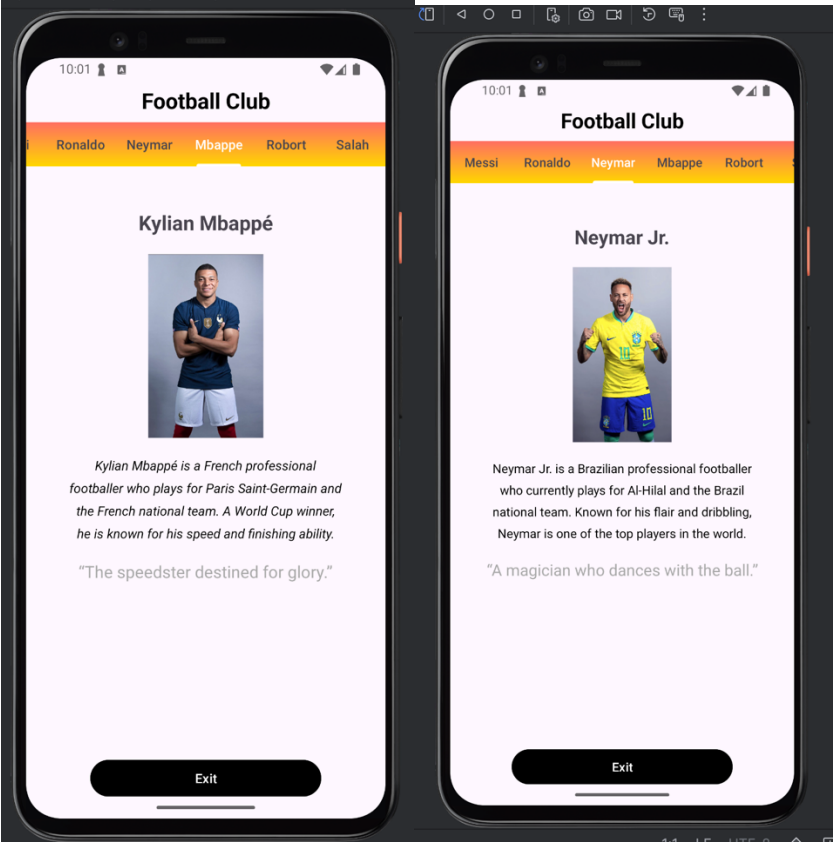 10:01
Football Club
i Ronaldo Neymar Mbappe Robort Salah
Kylian Mbappé
Kylian Mbappé is a French professional
footballer who plays for Paris Saint-Germain and
the French national team. A World Cup winner,
he is known for his speed and finishing ability.
“The speedster destined for glory.”
Exit
10:01
Football Club
Messi Ronaldo Neymar Mbappe Robort
Neymar Jr.
10
10
Neymar Jr. is a Brazilian professional footballer
who currently plays for Al-Hilal and the Brazil
national team. Known for his flair and dribbling,
Neymar is one of the top players in the world.
“A magician who dances with the ball.”
Exit